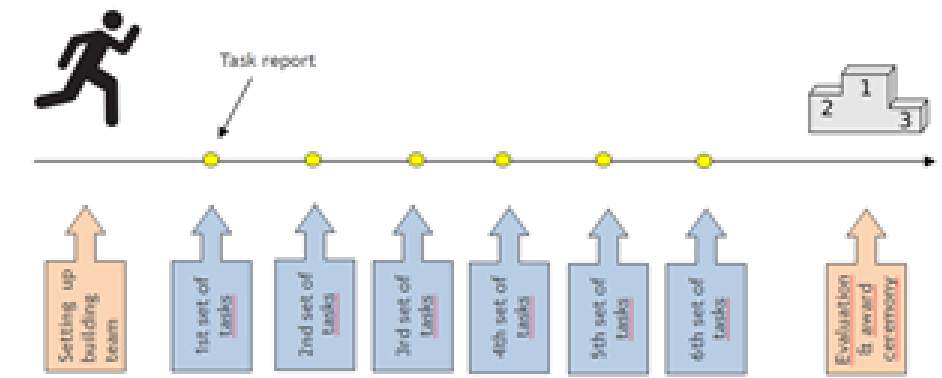 Task report
1
2
3
Setting up
building
team
1st set of
tasks
2nd set of
tasks
3rd set of
tasks
4th set of
tasks
5th set of
tasks
6th set of
tasks
Evaluation
& award
ceremony